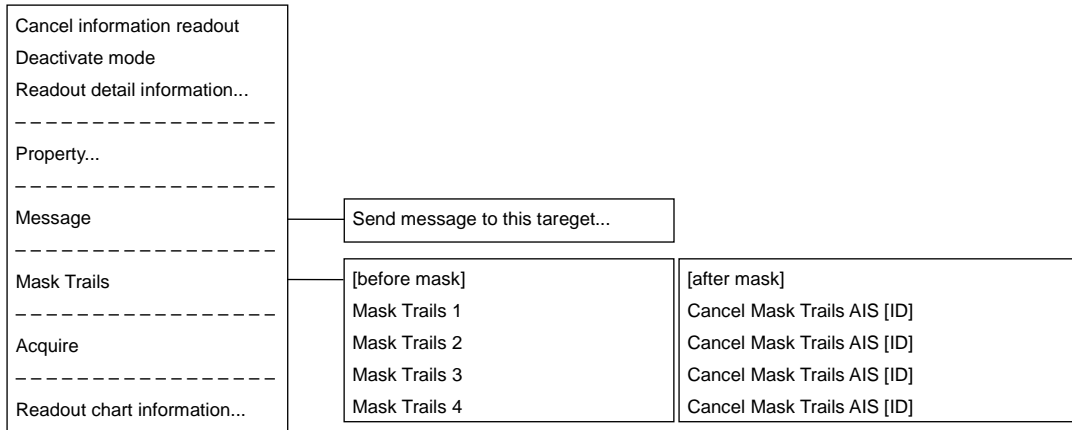 Cancel information readout
Deactivate mode
Readout detail information...
Property...
Message
Send message to this tareget...
Mask Trails
[before mask]
Mask Trails 1
Mask Trails 2
Mask Trails 3
Mask Trails 4
[after mask]
Cancel Mask Trails AIS [ID]
Cancel Mask Trails AIS [ID]
Cancel Mask Trails AIS [ID]
Cancel Mask Trails AIS [ID]
Acquire
Readout chart information...